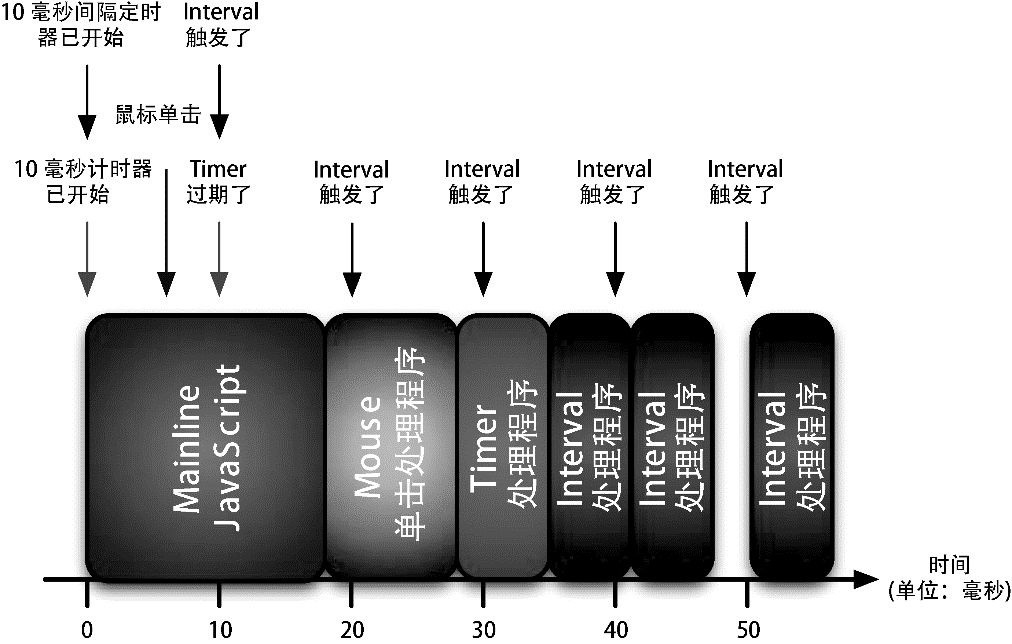 10 毫秒间隔定时
器已开始
Interval
触发了
鼠标单击
10 毫秒计时器
已开始
Timer
过期了
Interval
触发了
Interval
触发了
Interval
触发了
Interval
触发了
Mainline
JavaScript
Mouse
单击处理程序
Timer
处理程序
Interval
处理程序
Interval
处理程序
Interval
处理程序
时间
(单位：毫秒)
0
10
20
30
40
50